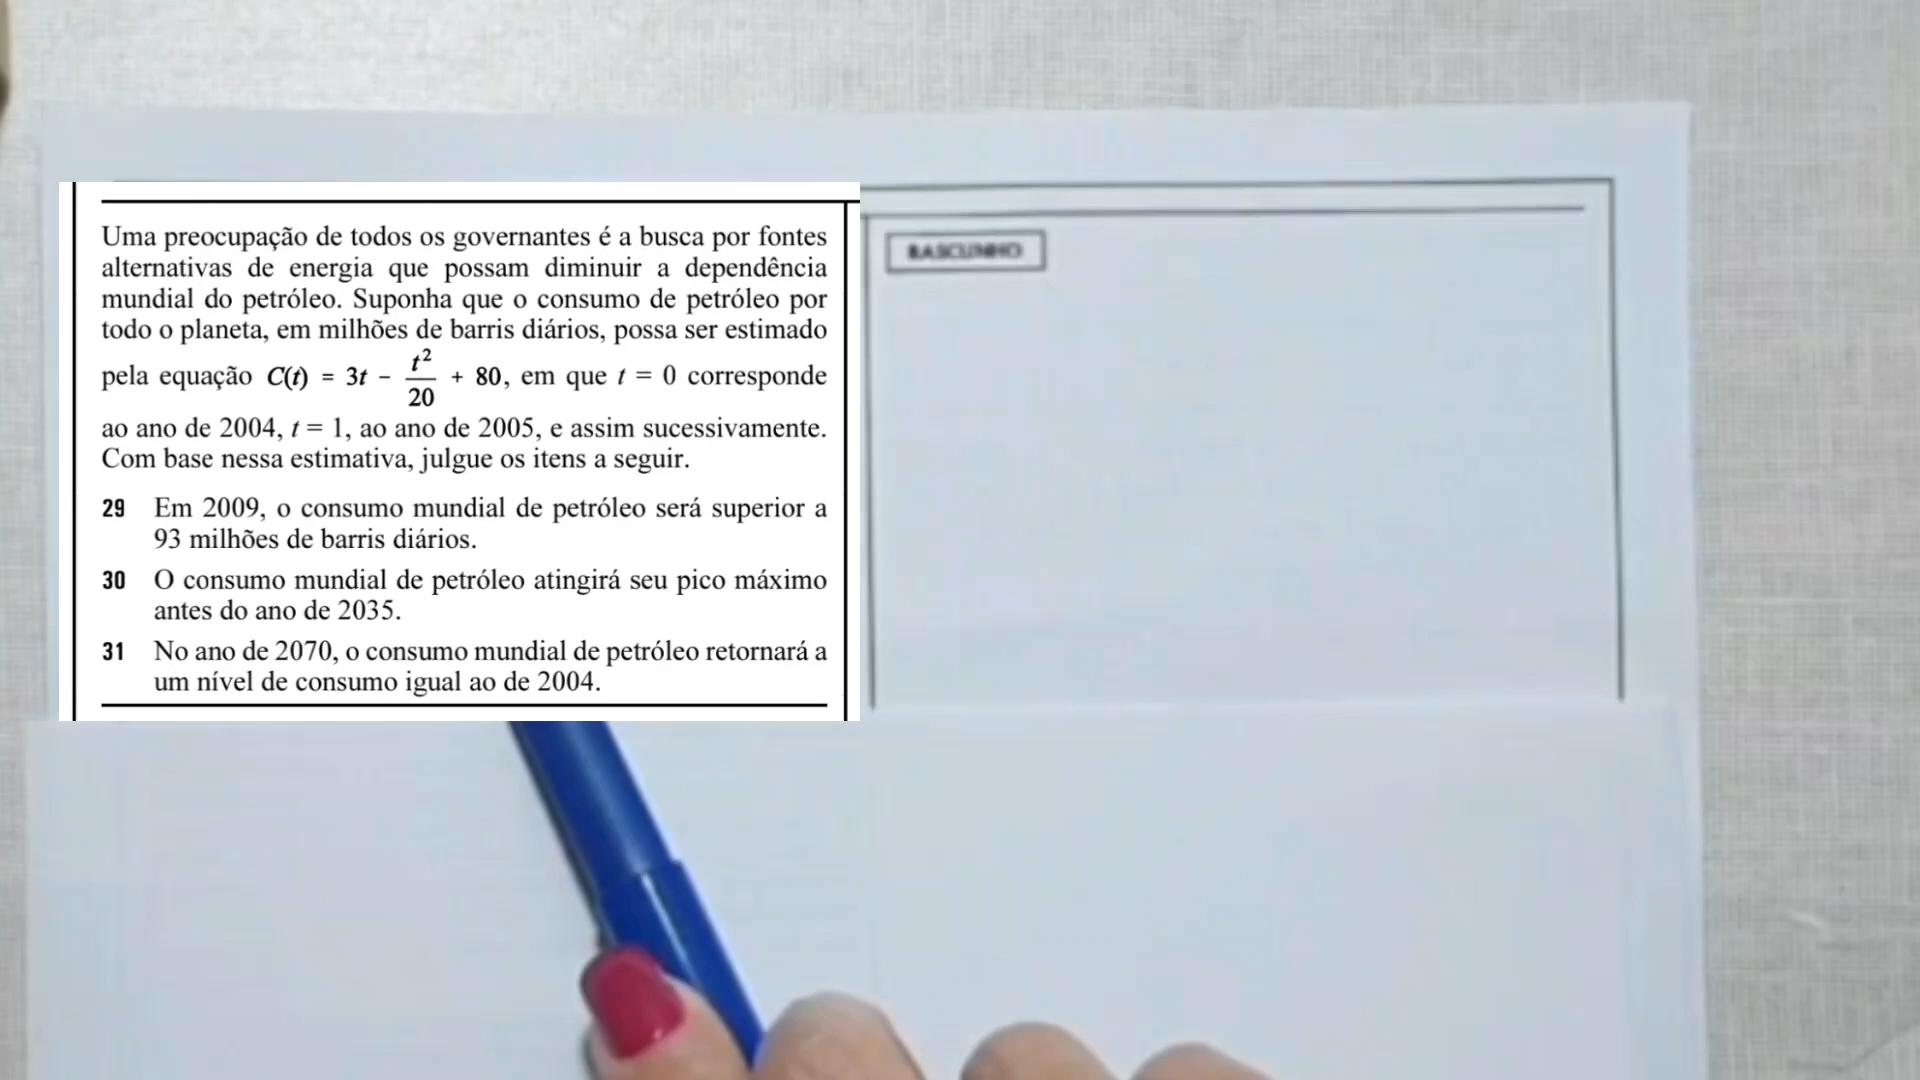 Uma preocupação de todos os governantes é a busca por fontes
alternativas de energia que possam diminuir a dependência
mundial do petróleo. Suponha que o consumo de petróleo por
todo o planeta, em milhões de barris diários, possa ser estimado
pela equação C(t) = 3t - t²/20 + 80, em que t = 0 corresponde
ao ano de 2004, t = 1, ao ano de 2005, e assim sucessivamente.
Com base nessa estimativa, julgue os itens a seguir.
29 Em 2009, o consumo mundial de petróleo será superior a
93 milhões de barris diários.
30 O consumo mundial de petróleo atingirá seu pico máximo
antes do ano de 2035.
31 No ano de 2070, o consumo mundial de petróleo retornará a
um nível de consumo igual ao de 2004.
RASCUNHO